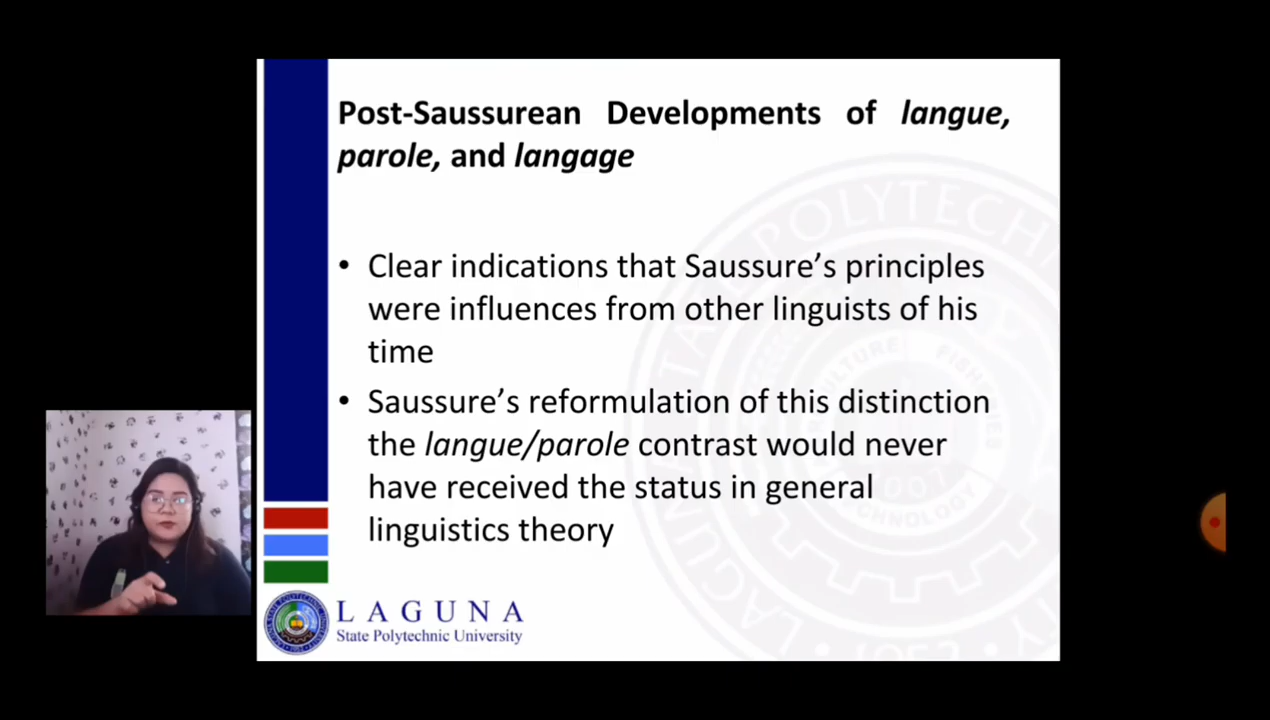 Post-Saussurean Developments of langue,
parole, and langage
• Clear indications that Saussure's principles
were influences from other linguists of his
time
• Saussure's reformulation of this distinction
the langue/parole contrast would never
have received the status in general
linguistics theory
LAGUNA
State Polytechnic University